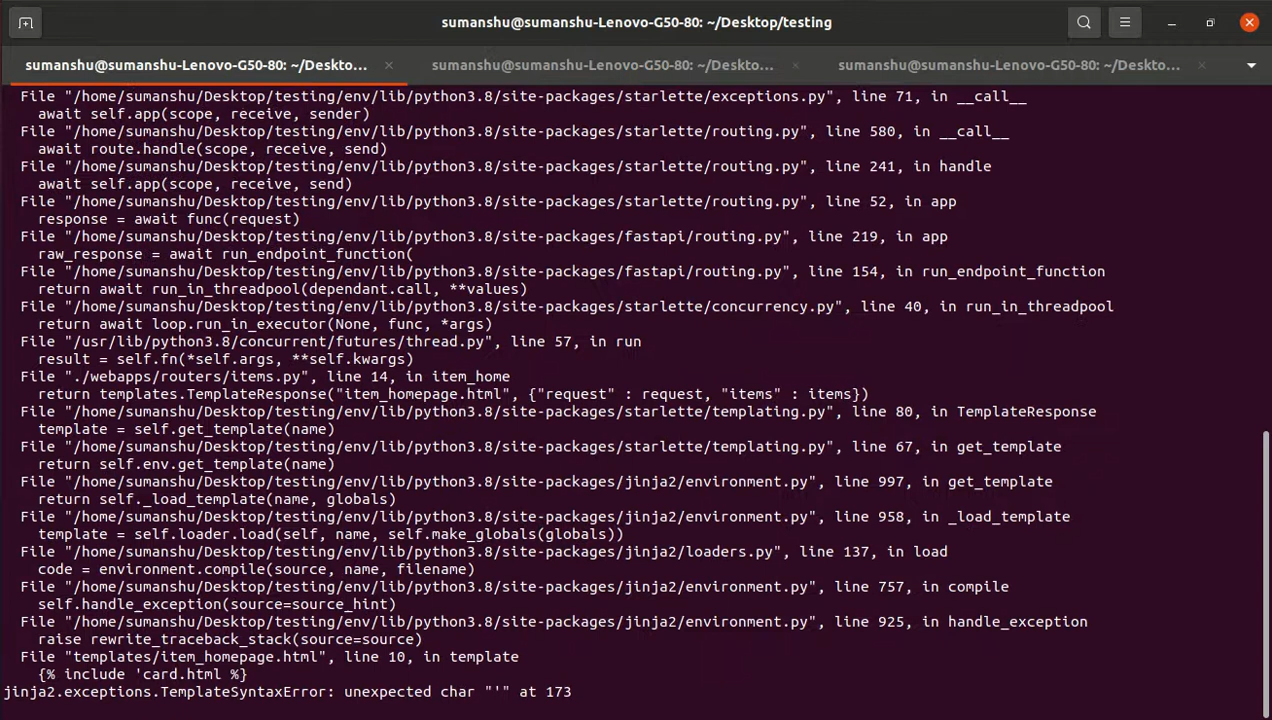 sumanshu@sumanshu-Lenovo-G50-80: ~/Desktop/testing
sumanshu@sumanshu-Lenovo-G50-80: ~/Deskto... sumanshu@sumanshu-Lenovo-G50-80: ~/Deskto... sumanshu@sumanshu-Lenovo-G50-80: ~/Deskto...
File "/home/sumanshu/Desktop/testing/env/lib/python3.8/site-packages/starlette/exceptions.py", line 71, in __call__
await self.app(scope, receive, sender)
File "/home/sumanshu/Desktop/testing/env/lib/python3.8/site-packages/starlette/routing.py", line 580, in __call__
await route.handle(scope, receive, send)
File "/home/sumanshu/Desktop/testing/env/lib/python3.8/site-packages/starlette/routing.py", line 241, in handle
await self.app(scope, receive, send)
File "/home/sumanshu/Desktop/testing/env/lib/python3.8/site-packages/starlette/routing.py", line 52, in app
response = await func(request)
File "/home/sumanshu/Desktop/testing/env/lib/python3.8/site-packages/fastapi/routing.py", line 219, in app
raw_response = await run_endpoint_function(
File "/home/sumanshu/Desktop/testing/env/lib/python3.8/site-packages/fastapi/routing.py", line 154, in run_endpoint_function
return await run_in_threadpool(dependant.call, **values)
File "/home/sumanshu/Desktop/testing/env/lib/python3.8/site-packages/starlette/concurrency.py", line 40, in run_in_threadpool
return await loop.run_in_executor(None, func, *args)
File "/usr/lib/python3.8/concurrent/futures/thread.py", line 57, in run
result = self.fn(*self.args, **self.kwargs)
File "./webapps/routers/items.py", line 14, in item_home
return templates.TemplateResponse("item_homepage.html", {"request" : request, "items" : items})
File "/home/sumanshu/Desktop/testing/env/lib/python3.8/site-packages/starlette/templating.py", line 80, in TemplateResponse
template = self.get_template(name)
File "/home/sumanshu/Desktop/testing/env/lib/python3.8/site-packages/starlette/templating.py", line 67, in get_template
return self.env.get_template(name)
File "/home/sumanshu/Desktop/testing/env/lib/python3.8/site-packages/jinja2/environment.py", line 997, in get_template
return self._load_template(name, globals)
File "/home/sumanshu/Desktop/testing/env/lib/python3.8/site-packages/jinja2/environment.py", line 958, in _load_template
template = self.loader.load(self, name, self.make_globals(globals))
File "/home/sumanshu/Desktop/testing/env/lib/python3.8/site-packages/jinja2/loaders.py", line 137, in load
code = environment.compile(source, name, filename)
File "/home/sumanshu/Desktop/testing/env/lib/python3.8/site-packages/jinja2/environment.py", line 757, in compile
self.handle_exception(source=source_hint)
File "/home/sumanshu/Desktop/testing/env/lib/python3.8/site-packages/jinja2/environment.py", line 925, in handle_exception
raise rewrite_traceback_stack(source=source)
File "templates/item_homepage.html", line 10, in template
{% include 'card.html %}
jinja2.exceptions.TemplateSyntaxError: unexpected char "'" at 173